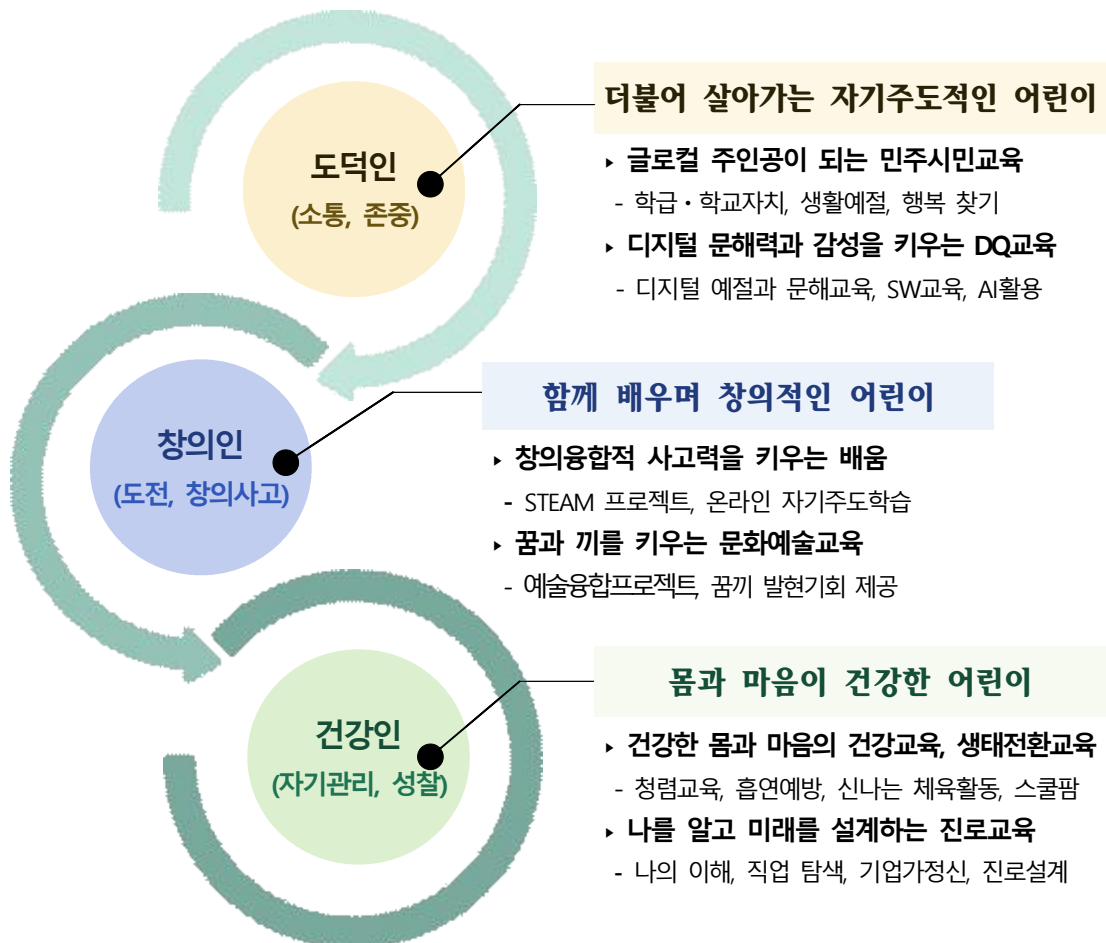 도덕인
(소통, 존중)
더불어 살아가는 자기주도적인 어린이
▸ 글로컬 주인공이 되는 민주시민교육
- 학급・학교자치, 생활예절, 행복 찾기
▸ 디지털 문해력과 감성을 키우는 DQ교육
- 디지털 예절과 문해교육, SW교육, AI활용
창의인
(도전, 창의사고)
함께 배우며 창의적인 어린이
▸ 창의융합적 사고력을 키우는 배움
- STEAM 프로젝트, 온라인 자기주도학습
▸ 꿈과 끼를 키우는 문화예술교육
- 예술융합프로젝트, 꿈끼 발현기회 제공
건강인
(자기관리, 성찰)
몸과 마음이 건강한 어린이
▸ 건강한 몸과 마음의 건강교육, 생태전환교육
- 청렴교육, 흡연예방, 신나는 체육활동, 스쿨팜
▸ 나를 알고 미래를 설계하는 진로교육
- 나의 이해, 직업 탐색, 기업가정신, 진로설계